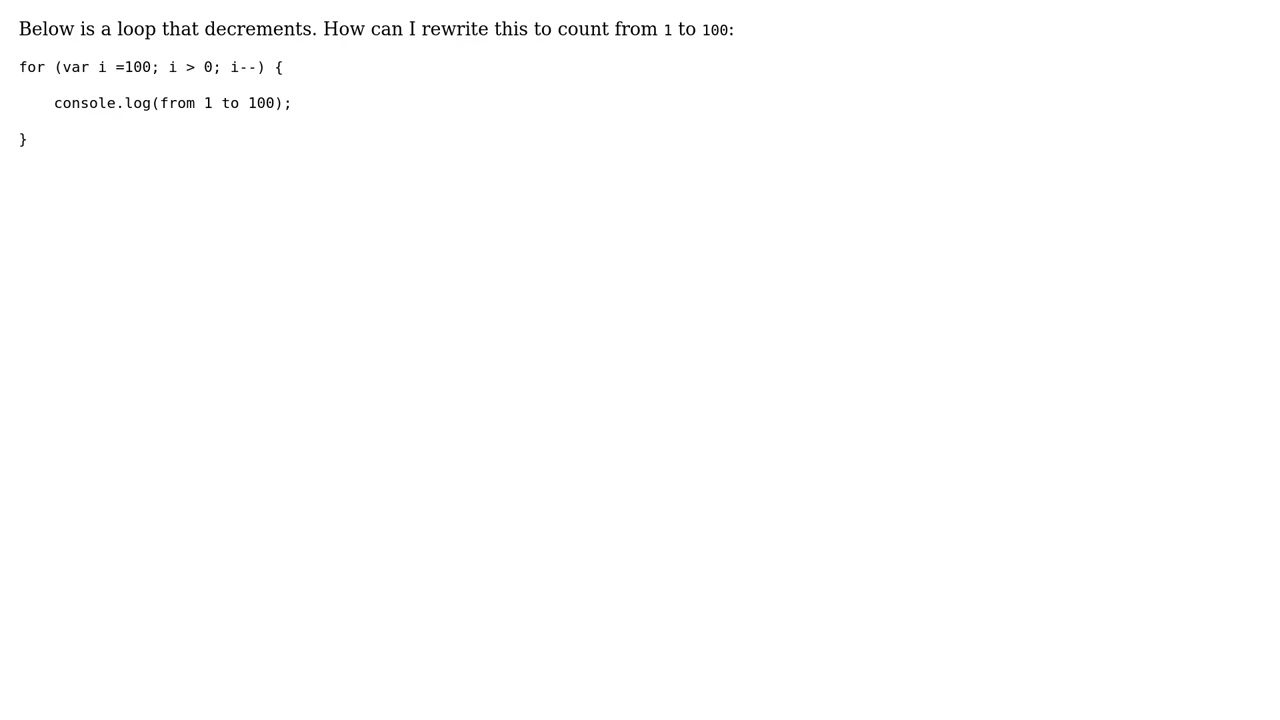 Below is a loop that decrements. How can I rewrite this to count from 1 to 100:
for (var i =100; i > 0; i--) {
    console.log(from 1 to 100);
}